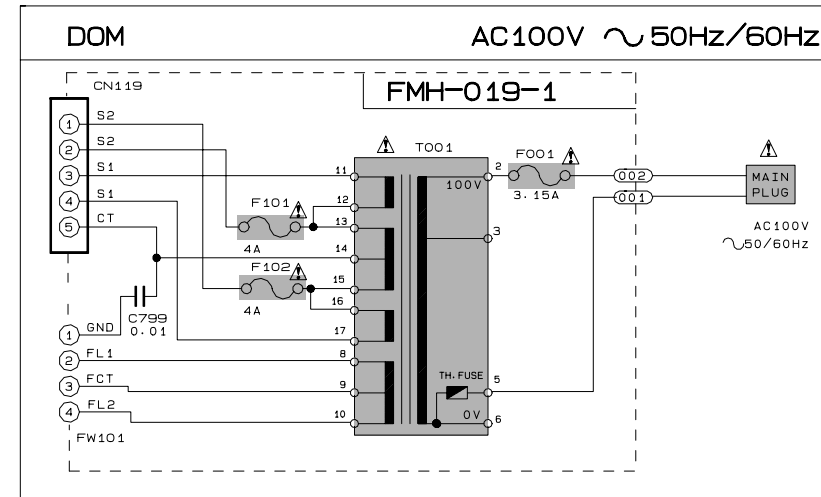 DOM
AC100V 50Hz/60Hz
CN119
FMH-019-1
1 S2
2 S2
3 S1
4 S1
5 CT
C799
0.01
1 GND
2 FL1
3 FCT
4 FL2
FW101
F101
4A
F102
4A
T001
11
12
13
14
15
16
17
8
9
10
2
100V
3
TH.FUSE
5
0V
6
F001
3.15A
002
001
MAIN
PLUG
AC100V
50/60Hz